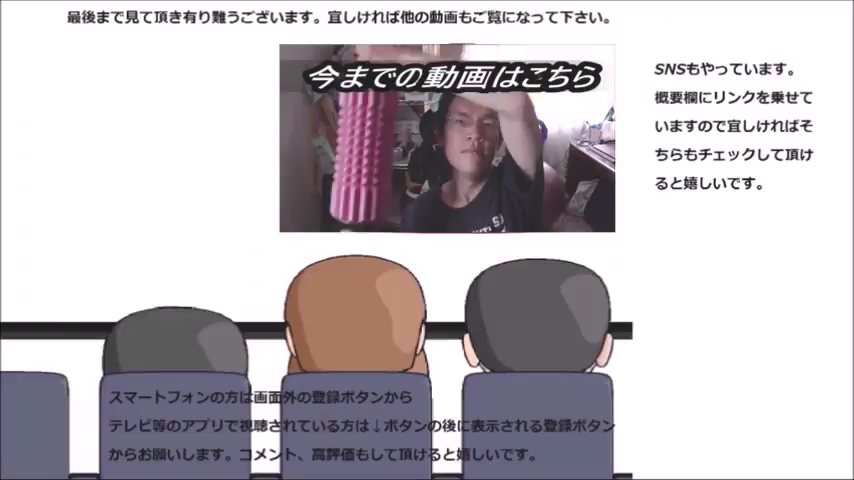 最後まで見て頂き有り難うございます。宜しければ他の動画もご覧になって下さい。
今までの動画はこちら
SNSもやっています。
概要欄にリンクを乗せて
いますので宜しければそ
ちらもチェックして頂け
ると嬉しいです。
スマートフォンの方は画面外の登録ボタンから
テレビ等のアプリで視聴されている方は↓ボタンの後に表示される登録ボタン
からお願いします。コメント、高評価もして頂けると嬉しいです。